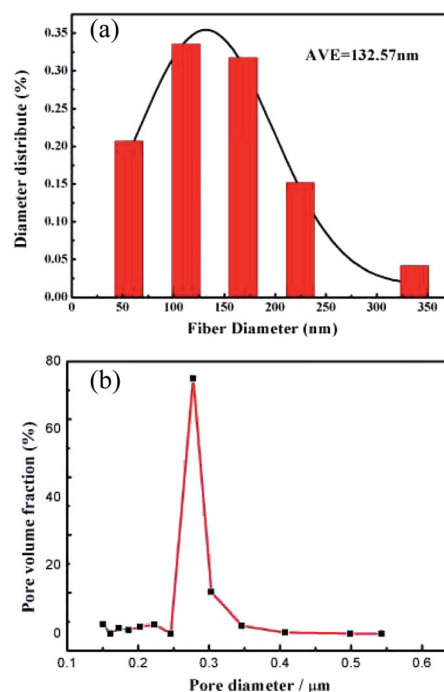 (a)
AVE=132.57nm
Diameter distribute (%)
0.35
0.30
0.25
0.20
0.15
0.10
0.05
0.00
0 50 100 150 200 250 300 350
Fiber Diameter (nm)
(b)
Pore volume fraction (%)
80
60
40
20
0
0.1 0.2 0.3 0.4 0.5 0.6
Pore diameter / μm